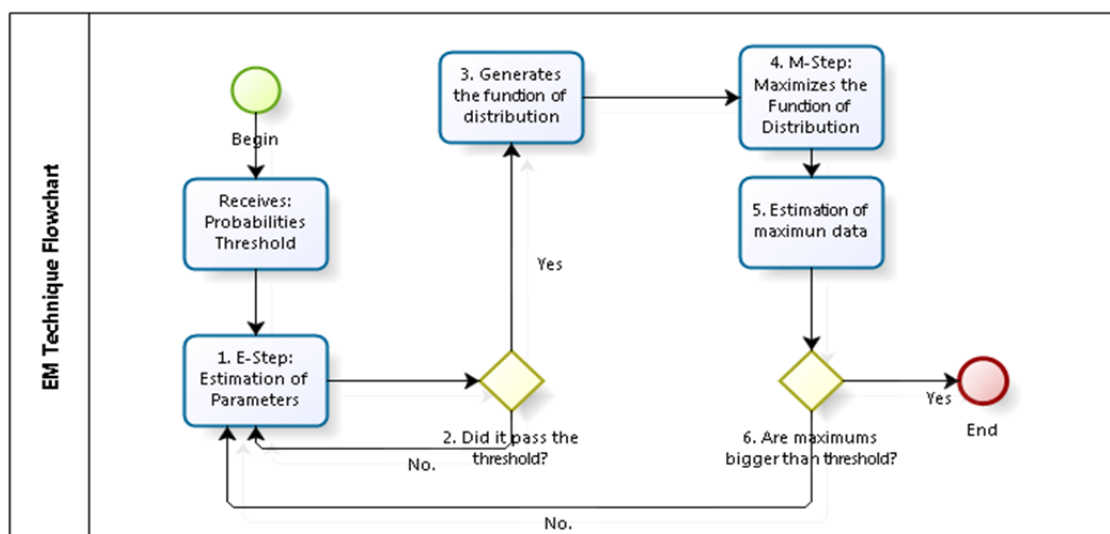 EM Technique Flowchart
Begin
Receives:
Probabilities
Threshold
1. E-Step:
Estimation of
Parameters
2. Did it pass the
threshold?
No.
Yes
3. Generates
the function of
distribution
4. M-Step:
Maximizes the
Function of
Distribution
5. Estimation of
maximun data
6. Are maximums
bigger than threshold?
No.
Yes
End